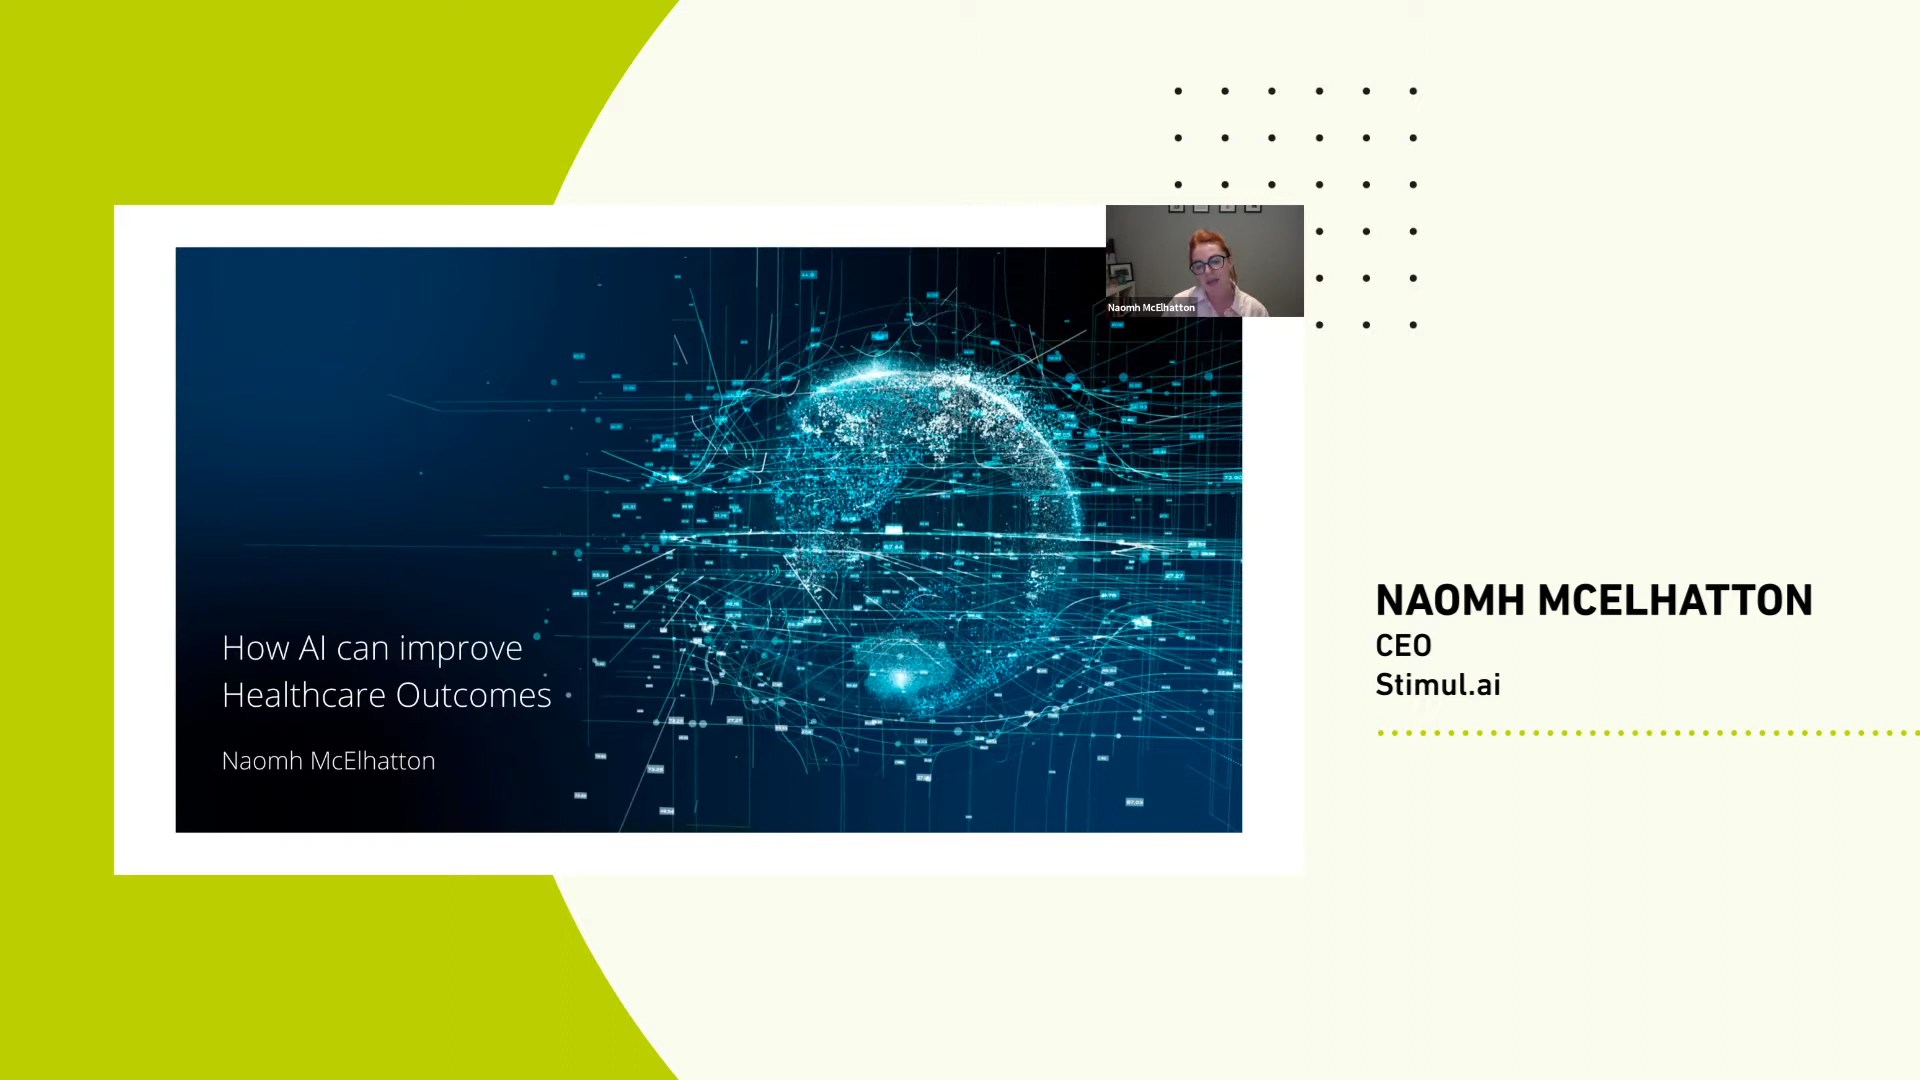 Naomh McElhatton
How AI can improve
Healthcare Outcomes
Naomh McElhatton
NAOMH MCELHATTON
CEO
Stimul.ai